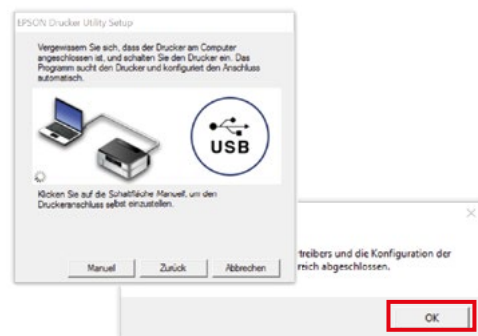 EPSON Drucker Utility Setup
Vergewissern Sie sich, dass der Drucker am Computer
angeschlossen ist, und schalten Sie den Drucker ein. Das
Programm sucht den Drucker und konfiguriert den Anschluss
automatisch.
USB
Klicken Sie auf die Schaltfläche Manuell, um den
Druckeranschluss selbst einzustellen.
Manuel
Zurück
Abbrechen
treibers und die Konfiguration der
reich abgeschlossen.
OK